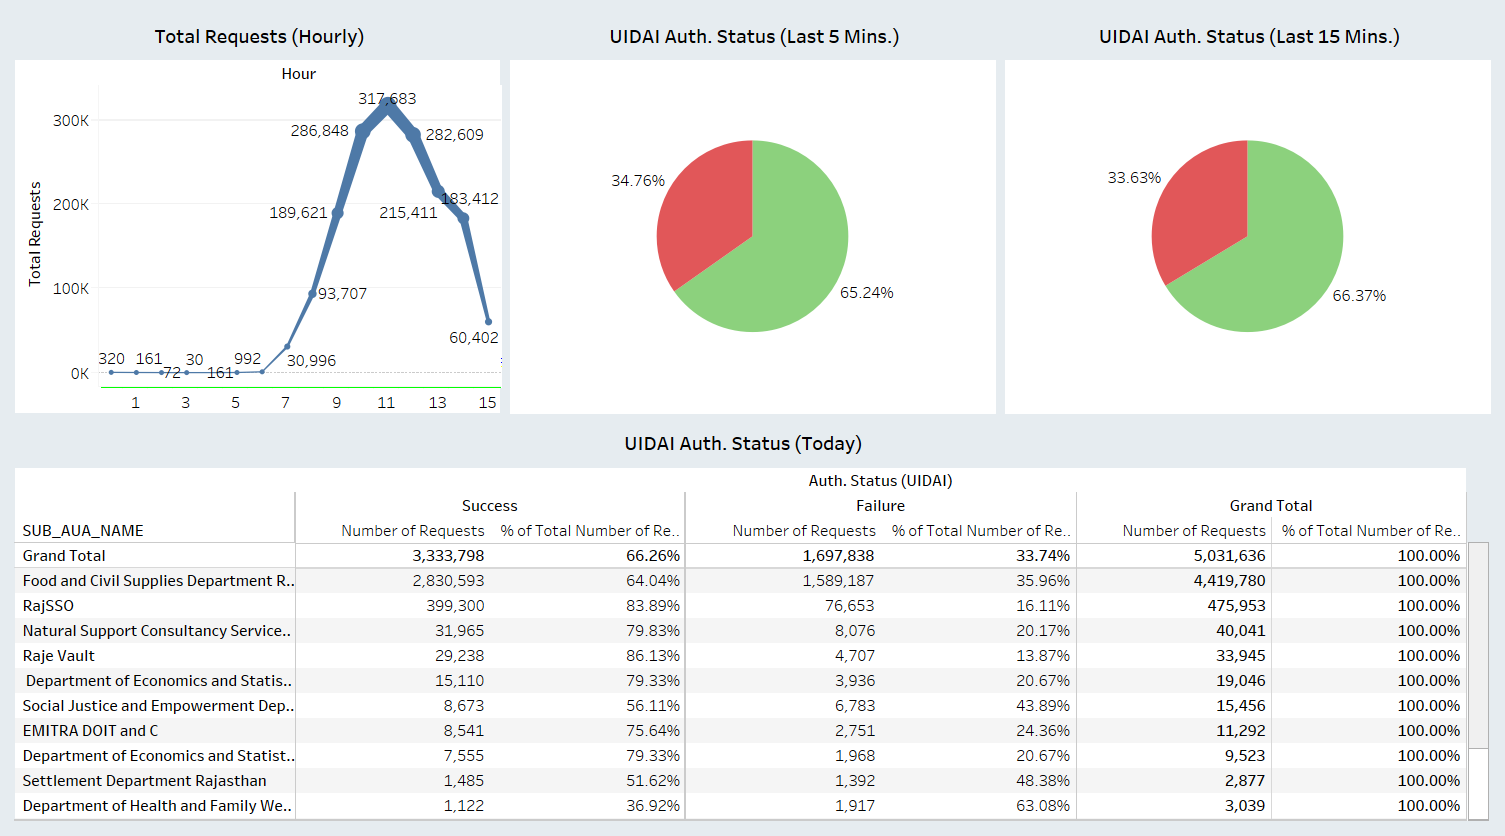 Total Requests (Hourly)
Hour
Total Requests
300K
200K
100K
0K
320
161
72
30
161
992
30,996
93,707
189,621
286,848
317,683
282,609
215,411
183,412
60,402
1 3 5 7 9 11 13 15
UIDAI Auth. Status (Last 5 Mins.)
34.76%
65.24%
UIDAI Auth. Status (Last 15 Mins.)
33.63%
66.37%
UIDAI Auth. Status (Today)
Auth. Status (UIDAI)
Success Failure Grand Total
SUB_AUA_NAME Number of Requests % of Total Number of Re.. Number of Requests % of Total Number of Re.. Number of Requests % of Total Number of Re..
Grand Total 3,333,798 66.26% 1,697,838 33.74% 5,031,636 100.00%
Food and Civil Supplies Department R.. 2,830,593 64.04% 1,589,187 35.96% 4,419,780 100.00%
RajSSO 399,300 83.89% 76,653 16.11% 475,953 100.00%
Natural Support Consultancy Service.. 31,965 79.83% 8,076 20.17% 40,041 100.00%
Raje Vault 29,238 86.13% 4,707 13.87% 33,945 100.00%
Department of Economics and Statis.. 15,110 79.33% 3,936 20.67% 19,046 100.00%
Social Justice and Empowerment Dep.. 8,673 56.11% 6,783 43.89% 15,456 100.00%
EMITRA DOIT and C 8,541 75.64% 2,751 24.36% 11,292 100.00%
Department of Economics and Statist.. 7,555 79.33% 1,968 20.67% 9,523 100.00%
Settlement Department Rajasthan 1,485 51.62% 1,392 48.38% 2,877 100.00%
Department of Health and Family We.. 1,122 36.92% 1,917 63.08% 3,039 100.00%